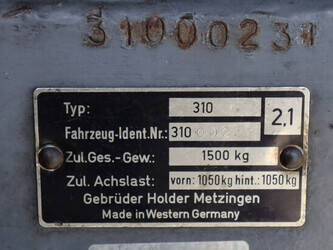 31000231
Typ: 310
2,1
Fahrzeug-Ident.Nr.: 310
Zul.Ges.-Gew.: 1500 kg
Zul. Achslast: vorn: 1050 kg hint.: 1050 kg
Gebrüder Holder Metzingen
Made in Western Germany